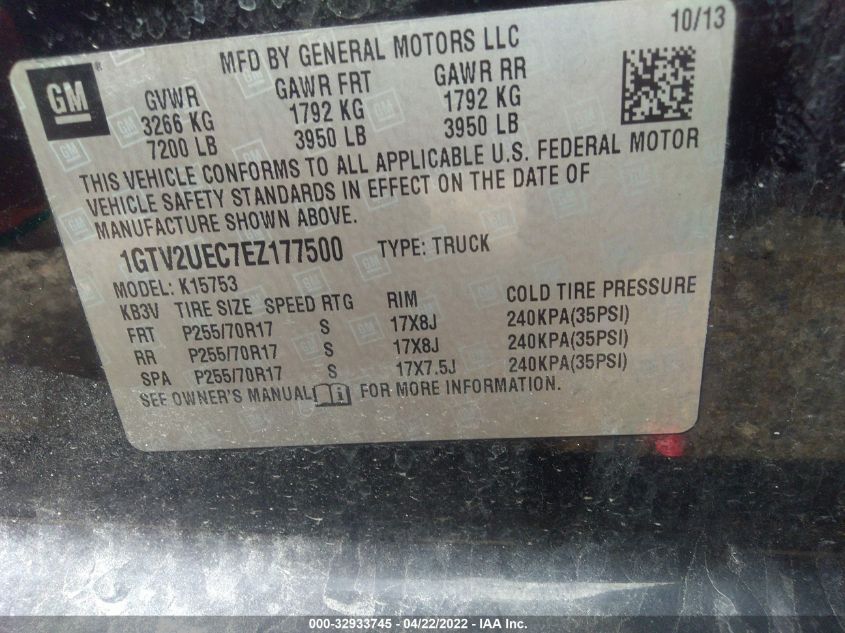 10/13
GM ®
MFD BY GENERAL MOTORS LLC
GVWR GAWR FRT GAWR RR
3266 KG 1792 KG 1792 KG
7200 LB 3950 LB 3950 LB
THIS VEHICLE CONFORMS TO ALL APPLICABLE U.S. FEDERAL MOTOR
VEHICLE SAFETY STANDARDS IN EFFECT ON THE DATE OF
MANUFACTURE SHOWN ABOVE.
1GTV2UEC7EZ177500 TYPE: TRUCK
MODEL: K15753
KB3V TIRE SIZE SPEED RTG RIM COLD TIRE PRESSURE
FRT P255/70R17 S 17X8J 240KPA(35PSI)
RR P255/70R17 S 17X8J 240KPA(35PSI)
SPA P255/70R17 S 17X7.5J 240KPA(35PSI)
SEE OWNER'S MANUAL i FOR MORE INFORMATION.
000-32933745 - 04/22/2022 - IAA Inc.